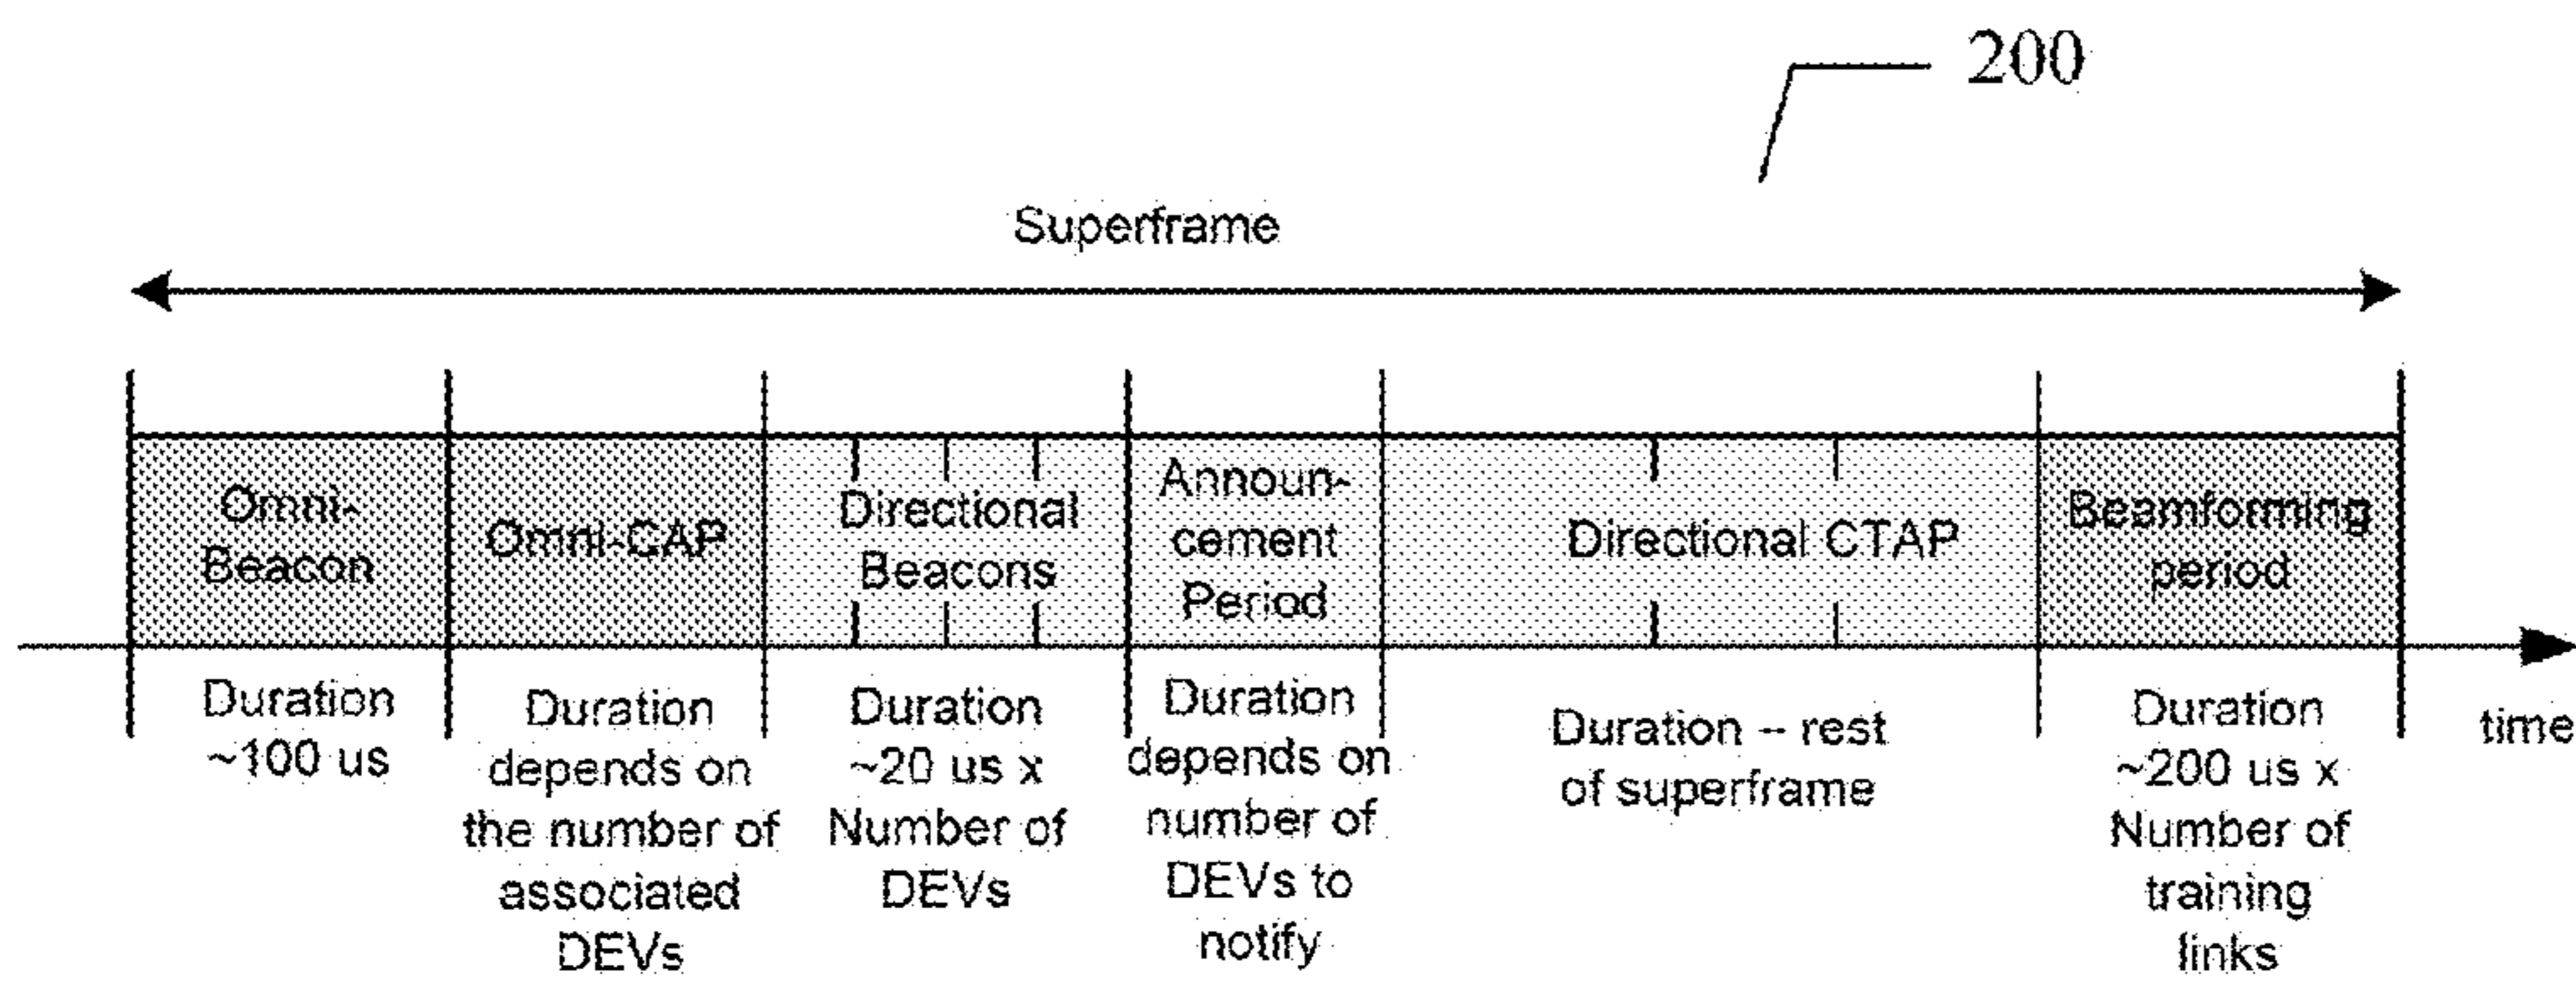 200
Superframe
Omni-
Beacon
Omni-CAP
Directional
Beacons
Announ-
cement
Period
Directional CTAP
Beamforming
period
Duration
~100 us
Duration
depends on
the number of
associated
DEVs
Duration
~20 us x
Number of
DEVs
Duration
depends on
number of
DEVs to
notify
Duration – rest
of superframe
Duration
~200 us x
Number of
training
links
time